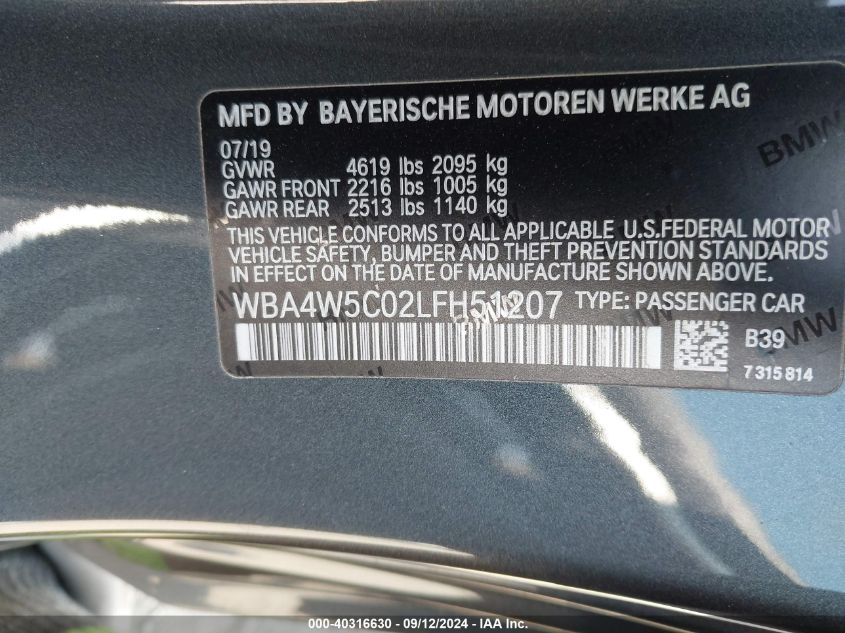 MFD BY BAYERISCHE MOTOREN WERKE AG
07/19
GVWR 4619 lbs 2095 kg
GAWR FRONT 2216 lbs 1005 kg
GAWR REAR 2513 lbs 1140 kg
THIS VEHICLE CONFORMS TO ALL APPLICABLE U.S.FEDERAL MOTOR
VEHICLE SAFETY, BUMPER AND THEFT PREVENTION STANDARDS
IN EFFECT ON THE DATE OF MANUFACTURE SHOWN ABOVE.
WBA4W5C02LFH51207 TYPE: PASSENGER CAR
B39
7315814
BMW
BMW
000-40316630 - 09/12/2024 - IAA Inc.